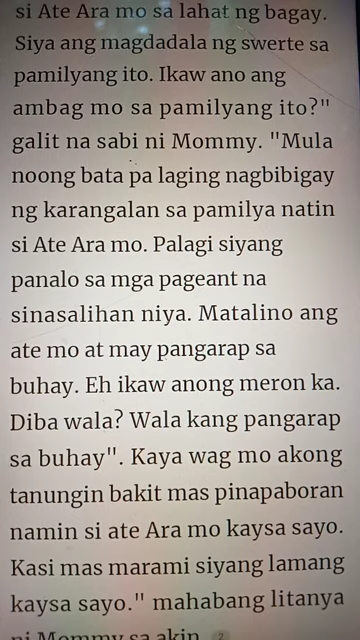 si Ate Ara mo sa lahat ng bagay.
Siya ang magdadala ng swerte sa
pamilyang ito. Ikaw ano ang
ambag mo sa pamilyang ito?"
galit na sabi ni Mommy. "Mula
noong bata pa laging nagbibigay
ng karangalan sa pamilya natin
si Ate Ara mo. Palagi siyang
panalo sa mga pageant na
sinasalihan niya. Matalino ang
ate mo at may pangarap sa
buhay. Eh ikaw anong meron ka.
Diba wala? Wala kang pangarap
sa buhay". Kaya wag mo akong
tanungin bakit mas pinapaboran
namin si ate Ara mo kaysa sayo.
Kasi mas marami siyang lamang
kaysa sayo." mahabang litanya
ni Mommy sa akin
2